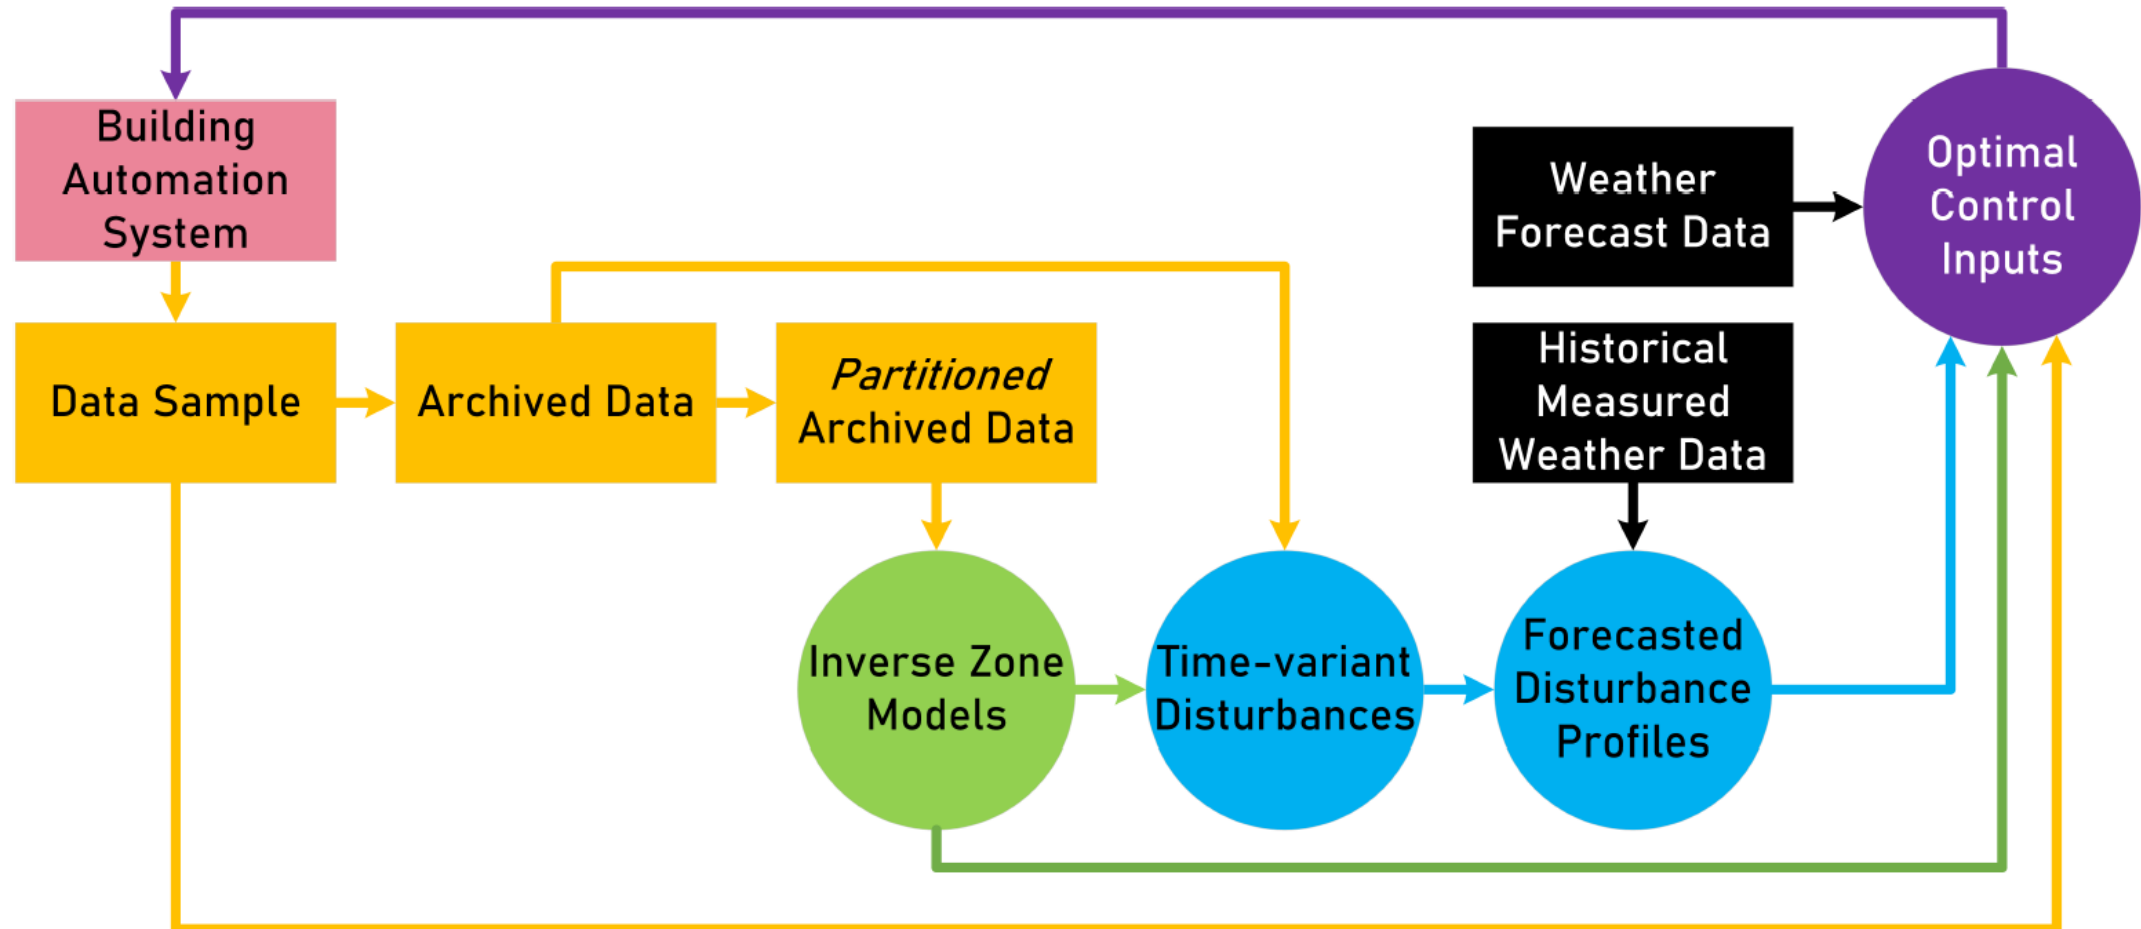 Building
Automation
System
Weather
Forecast Data
Optimal
Control
Inputs
Data Sample
Archived Data
Partitioned
Archived Data
Historical
Measured
Weather Data
Inverse Zone
Models
Time-variant
Disturbances
Forecasted
Disturbance
Profiles